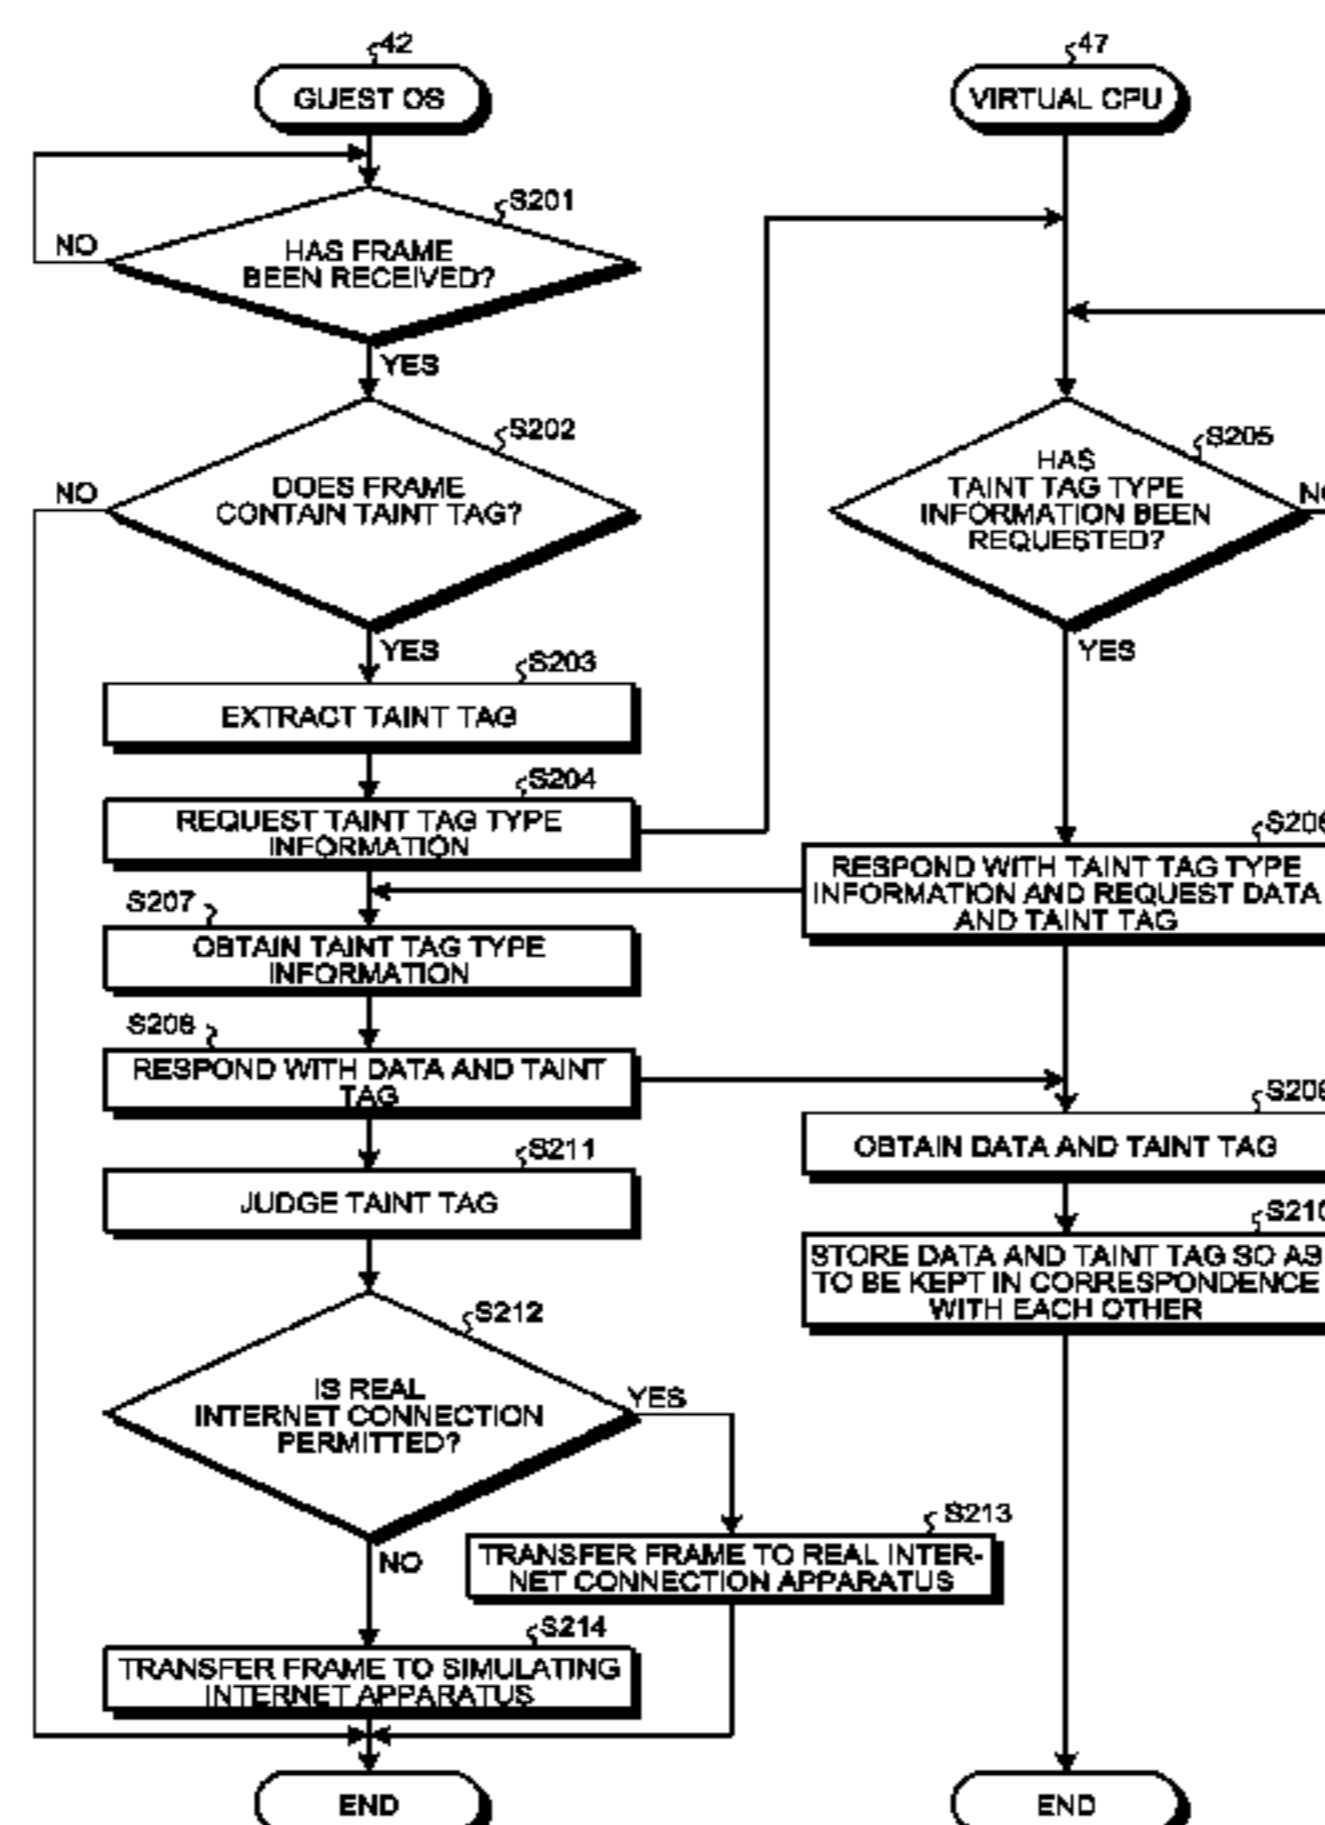 42
GUEST OS
S201
NO
HAS FRAME
BEEN RECEIVED?
YES
S202
NO
DOES FRAME
CONTAIN TAINT TAG?
YES
S203
EXTRACT TAINT TAG
S204
REQUEST TAINT TAG TYPE
INFORMATION
S207
OBTAIN TAINT TAG TYPE
INFORMATION
S208
RESPOND WITH DATA AND TAINT
TAG
S211
JUDGE TAINT TAG
S212
IS REAL
INTERNET CONNECTION
PERMITTED?
YES
NO
S213
TRANSFER FRAME TO REAL INTER-
NET CONNECTION APPARATUS
S214
TRANSFER FRAME TO SIMULATING
INTERNET APPARATUS
END
47
VIRTUAL CPU
S205
HAS
TAINT TAG TYPE
INFORMATION BEEN
REQUESTED?
NO
YES
S206
RESPOND WITH TAINT TAG TYPE
INFORMATION AND REQUEST DATA
AND TAINT TAG
OBTAIN DATA AND TAINT TAG
S210
STORE DATA AND TAINT TAG SO AS
TO BE KEPT IN CORRESPONDENCE
WITH EACH OTHER
END